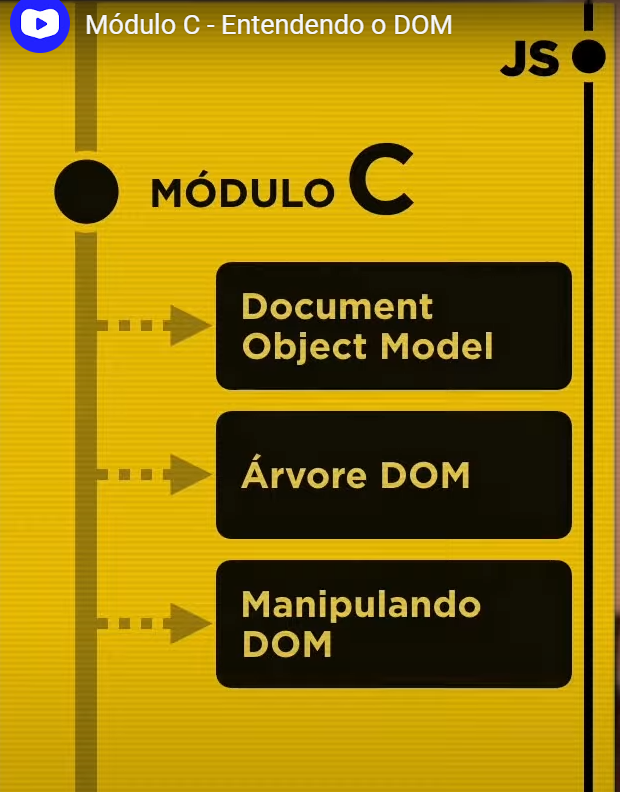 Módulo C - Entendendo o DOM
JS
MÓDULO C
Document
Object Model
Árvore DOM
Manipulando
DOM